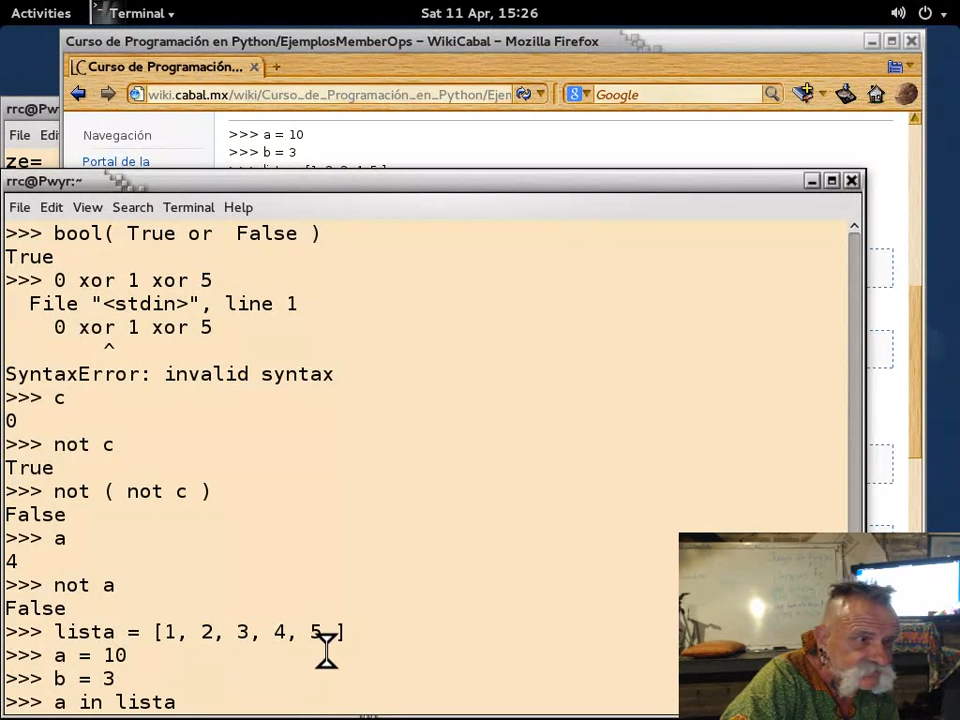 Activities
Terminal
Sat 11 Apr, 15:26
Curso de Programación en Python/EjemplosMemberOps – WikiCabal – Mozilla Firefox
Curso de Programación...
wiki.cabal.mx/wiki/Curso_de_Programación_en_Python/Ejem
Google
rrc@Pwyr
File Edi
ze=
Navegación
Portal de la
>>> a = 10
>>> b = 3
rrc@Pwyr:~
File Edit View Search Terminal Help
>>> bool( True or  False )
True
>>> 0 xor 1 xor 5
  File "<stdin>", line 1
    0 xor 1 xor 5
        ^
SyntaxError: invalid syntax
>>> c
0
>>> not c
True
>>> not ( not c )
False
>>> a
4
>>> not a
False
>>> lista = [1, 2, 3, 4, 5 ]
>>> a = 10
>>> b = 3
>>> a in lista